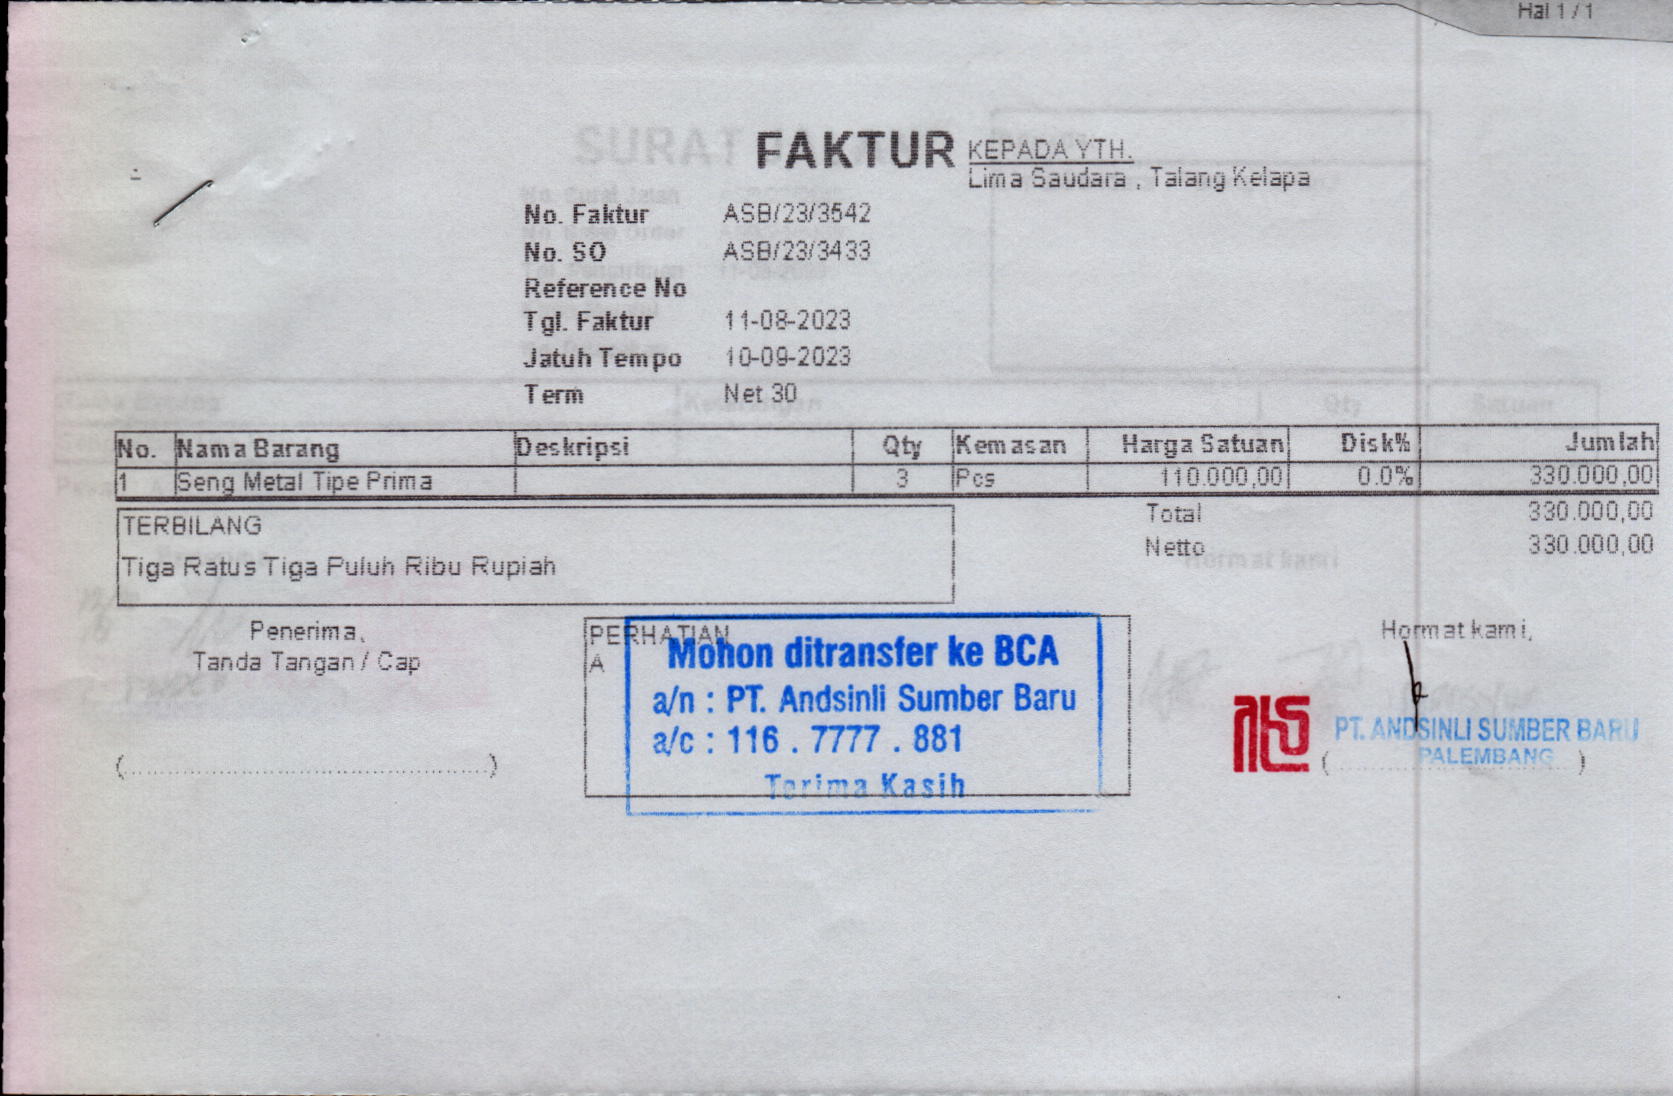 Hal 1 / 1
FAKTUR
KEPADA YTH.
Lima Saudara , Talang Kelapa
No. Faktur ASB/23/3542
No. SO ASB/23/3433
Reference No
Tgl. Faktur 11-08-2023
Jatuh Tempo 10-09-2023
Term Net 30
No. Nama Barang Deskripsi Qty Kemasan Harga Satuan Disk% Jumlah
1 Seng Metal Tipe Prima 3 Pcs 110.000,00 0.0% 330.000,00
Total 330.000,00
Netto 330.000,00
TERBILANG
Tiga Ratus Tiga Puluh Ribu Rupiah
Penerima,
Tanda Tangan / Cap
PERHATIAN
A
Mohon ditransfer ke BCA
a/n : PT. Andsinli Sumber Baru
a/c : 116 . 7777 . 881
Terima Kasih
Hormat kami,
PT. ANDSINLI SUMBER BARU
PALEMBANG